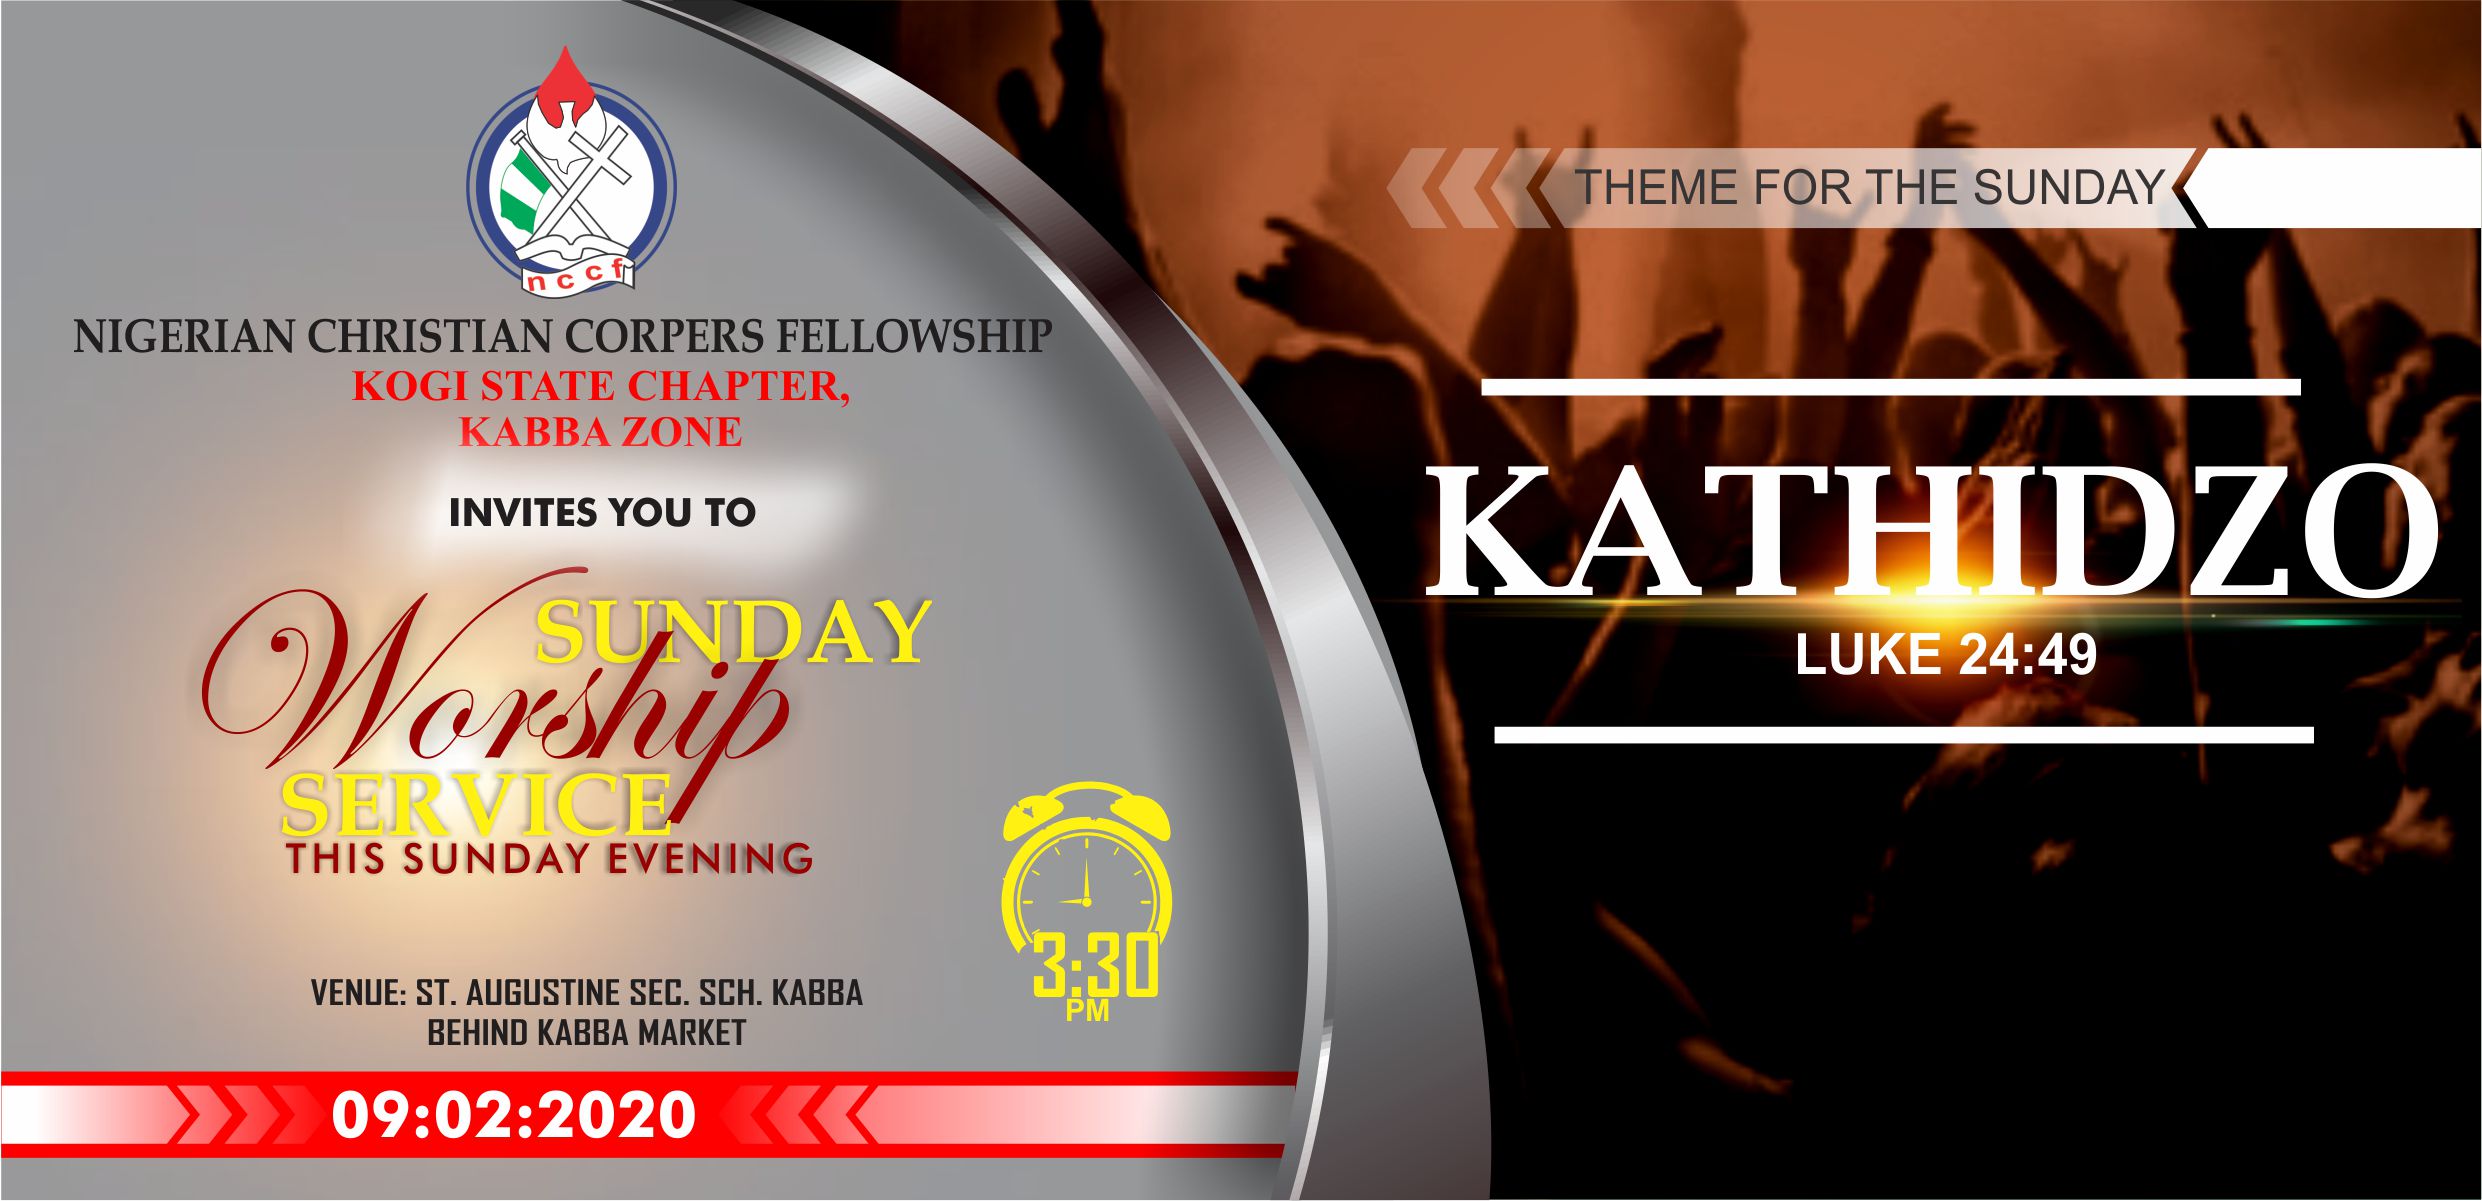 nccf
NIGERIAN CHRISTIAN CORPERS FELLOWSHIP
KOGI STATE CHAPTER,
KABBA ZONE
INVITES YOU TO
SUNDAY
Worship
SERVICE
THIS SUNDAY EVENING
3:30
PM
VENUE: ST. AUGUSTINE SEC. SCH. KABBA
BEHIND KABBA MARKET
09:02:2020
THEME FOR THE SUNDAY
KATHIDZO
LUKE 24:49